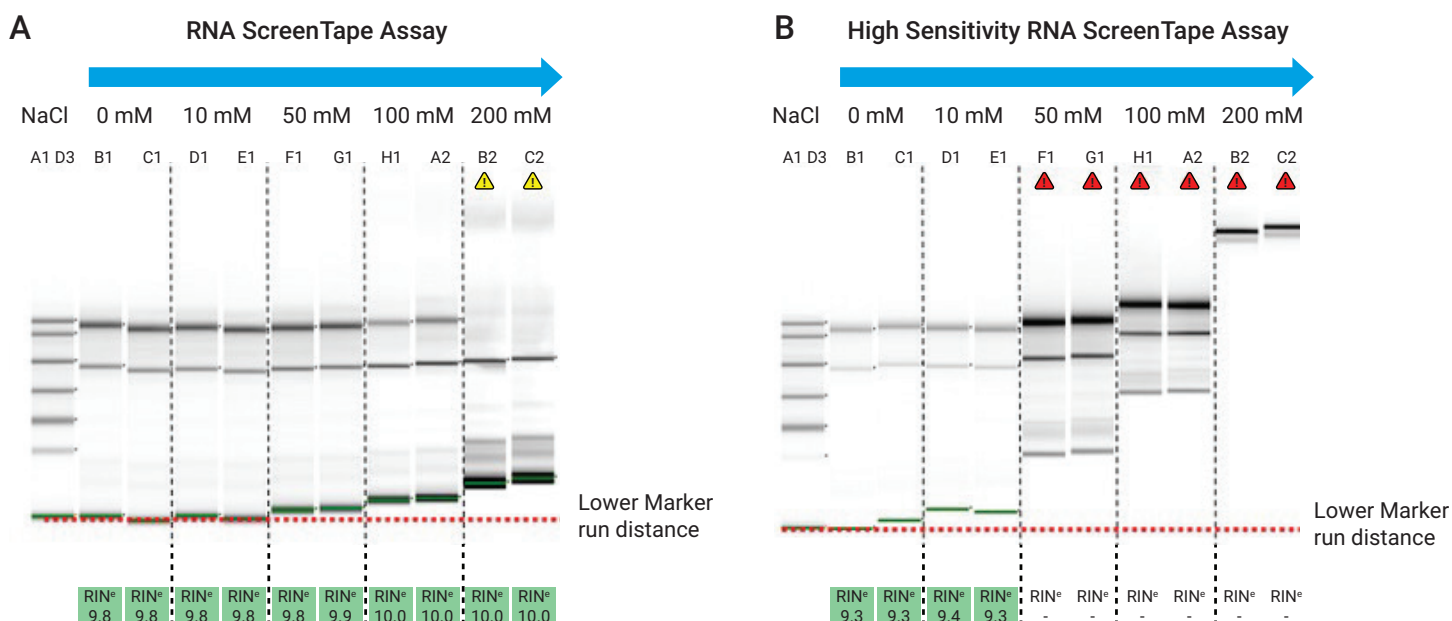 A
RNA ScreenTape Assay
NaCl 0 mM 10 mM 50 mM 100 mM 200 mM
A1 D3 B1 C1 D1 E1 F1 G1 H1 A2 B2 C2
! !
Lower Marker
run distance
RINᵉ RINᵉ RINᵉ RINᵉ RINᵉ RINᵉ RINᵉ RINᵉ RINᵉ RINᵉ
9.8 9.8 9.8 9.8 9.8 9.9 10.0 10.0 10.0 10.0
B
High Sensitivity RNA ScreenTape Assay
NaCl 0 mM 10 mM 50 mM 100 mM 200 mM
A1 D3 B1 C1 D1 E1 F1 G1 H1 A2 B2 C2
! ! ! ! ! !
Lower Marker
run distance
RINᵉ RINᵉ RINᵉ RINᵉ RINᵉ RINᵉ RINᵉ RINᵉ RINᵉ RINᵉ
9.3 9.3 9.4 9.3 - - - - - -